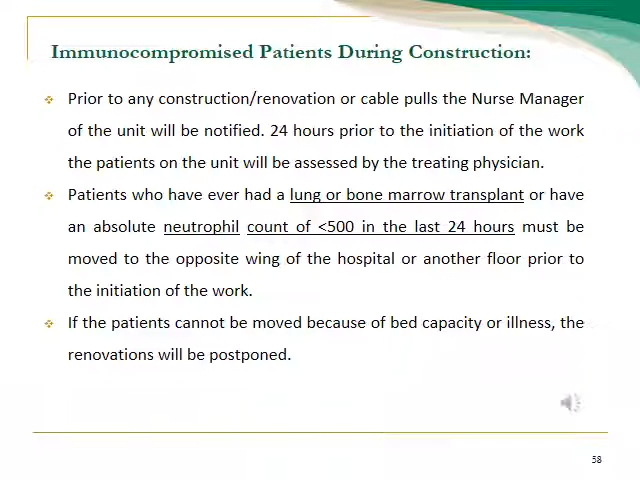 Immunocompromised Patients During Construction:
Prior to any construction/renovation or cable pulls the Nurse Manager
of the unit will be notified. 24 hours prior to the initiation of the work
the patients on the unit will be assessed by the treating physician.
Patients who have ever had a lung or bone marrow transplant or have
an absolute neutrophil count of <500 in the last 24 hours must be
moved to the opposite wing of the hospital or another floor prior to
the initiation of the work.
If the patients cannot be moved because of bed capacity or illness, the
renovations will be postponed.
58